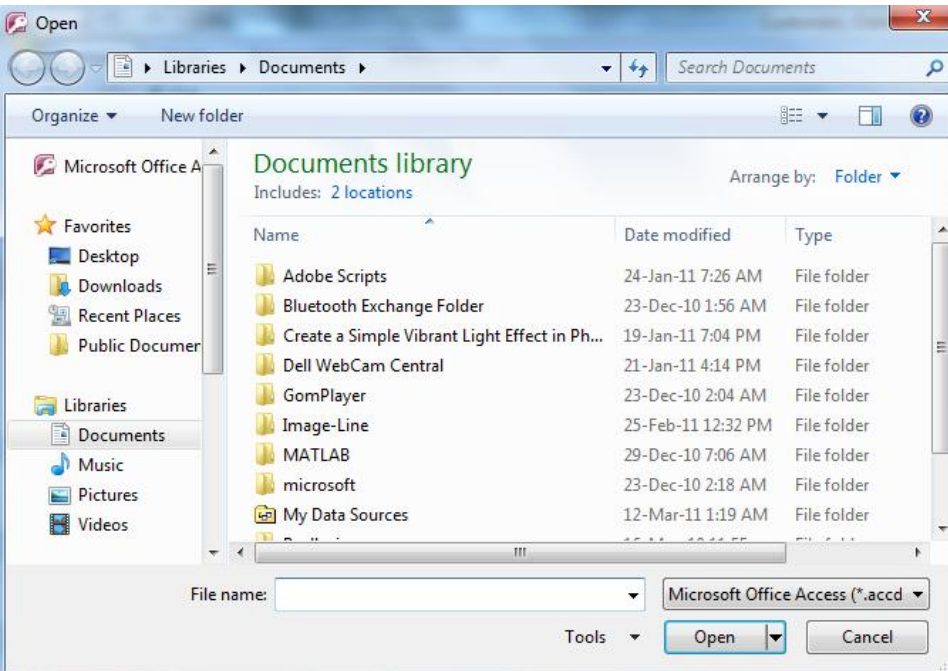 Open
Libraries Documents
Search Documents
Organize New folder
Microsoft Office A
Favorites
Desktop
Downloads
Recent Places
Public Documen
Libraries
Documents
Music
Pictures
Videos
Documents library
Includes: 2 locations
Arrange by: Folder
Name Date modified Type
Adobe Scripts 24-Jan-11 7:26 AM File folder
Bluetooth Exchange Folder 23-Dec-10 1:56 AM File folder
Create a Simple Vibrant Light Effect in Ph... 19-Jan-11 7:04 PM File folder
Dell WebCam Central 21-Jan-11 4:14 PM File folder
GomPlayer 23-Dec-10 2:04 AM File folder
Image-Line 25-Feb-11 12:32 PM File folder
MATLAB 29-Dec-10 7:06 AM File folder
microsoft 23-Dec-10 2:18 AM File folder
My Data Sources 12-Mar-11 1:19 AM File folder
File name: Microsoft Office Access (*.accd
Tools Open Cancel